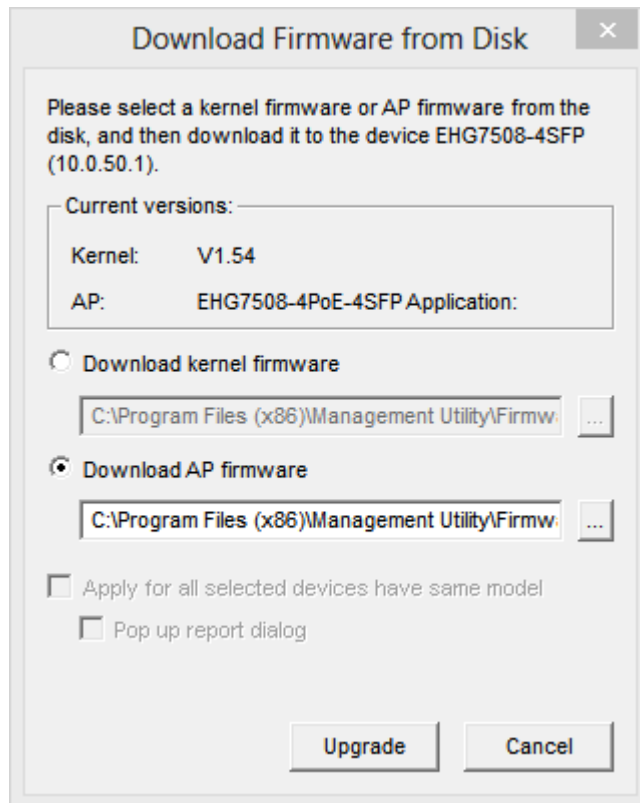 Download Firmware from Disk
Please select a kernel firmware or AP firmware from the
disk, and then download it to the device EHG7508-4SFP
(10.0.50.1).
Current versions:
Kernel: V1.54
AP: EHG7508-4PoE-4SFP Application:
Download kernel firmware
C:\Program Files (x86)\Management Utility\Firmw
...
Download AP firmware
C:\Program Files (x86)\Management Utility\Firmwa
...
Apply for all selected devices have same model
Pop up report dialog
Upgrade Cancel